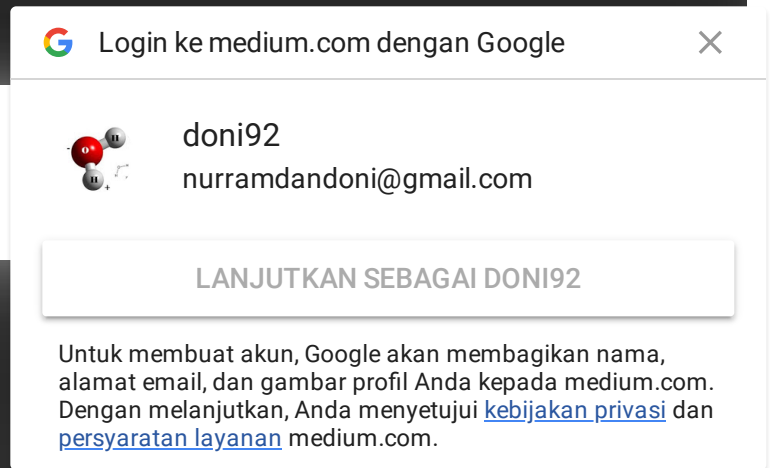 Login ke medium.com dengan Google
doni92
nurramdandoni@gmail.com
LANJUTKAN SEBAGAI DONI92
Untuk membuat akun, Google akan membagikan nama,
alamat email, dan gambar profil Anda kepada medium.com.
Dengan melanjutkan, Anda menyetujui kebijakan privasi dan
persyaratan layanan medium.com.